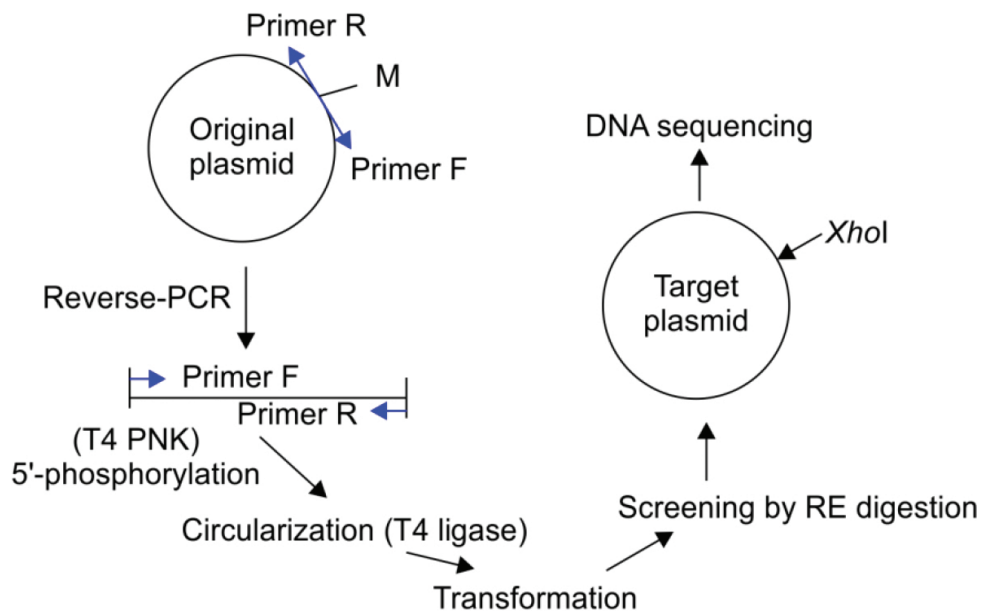 Primer R
M
Original
plasmid
Primer F
Reverse-PCR
Primer F
Primer R
(T4 PNK)
5'-phosphorylation
Circularization (T4 ligase)
Transformation
Screening by RE digestion
Target
plasmid
XhoI
DNA sequencing